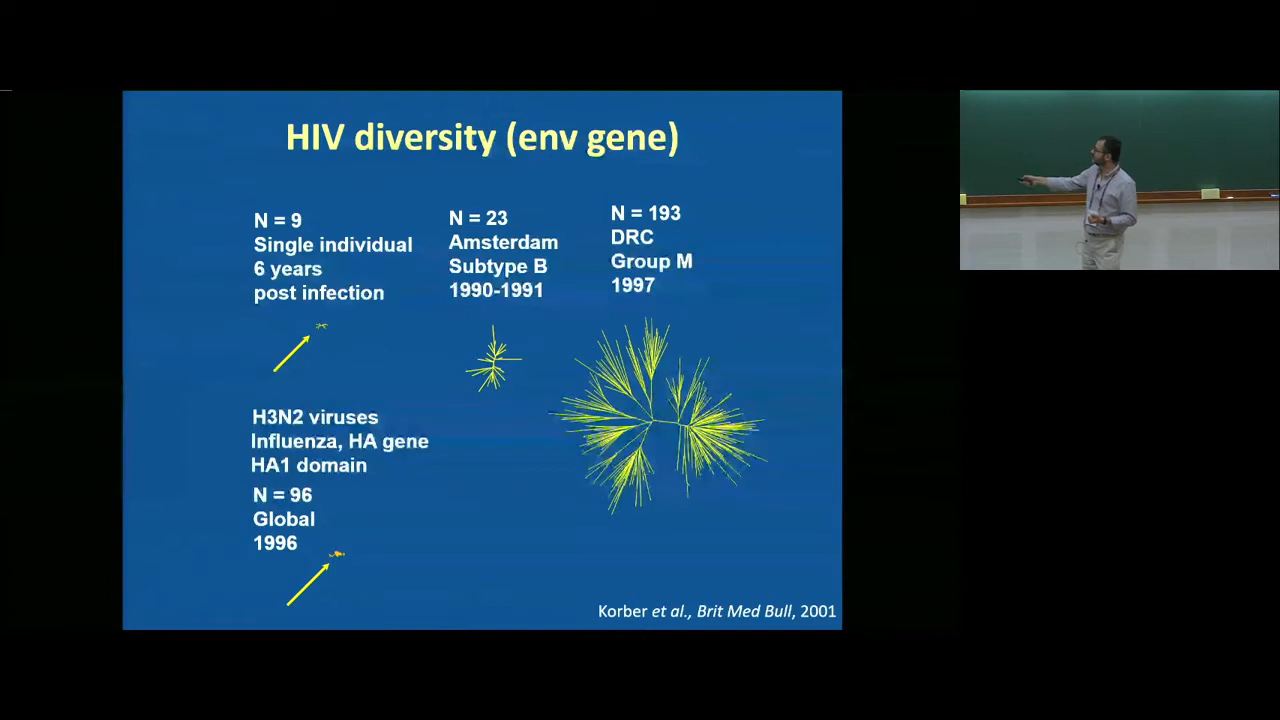 HIV diversity (env gene)
N = 9
Single individual
6 years
post infection
N = 23
Amsterdam
Subtype B
1990-1991
N = 193
DRC
Group M
1997
H3N2 viruses
Influenza, HA gene
HA1 domain
N = 96
Global
1996
Korber et al., Brit Med Bull, 2001